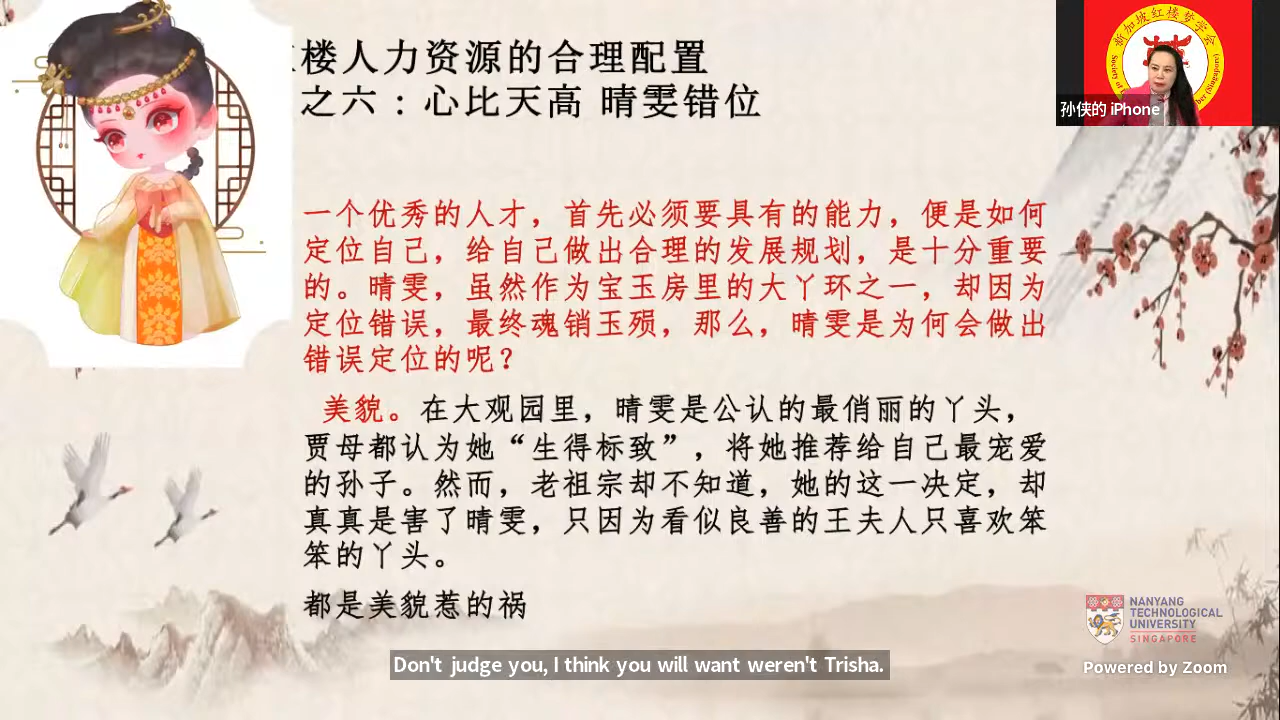 楼人力资源的合理配置
之六：心比天高 晴雯错位
一个优秀的人才，首先必须要具有的能力，便是如何
定位自己，给自己做出合理的发展规划，是十分重要
的。晴雯，虽然作为宝玉房里的大丫环之一，却因为
定位错误，最终魂销玉殒，那么，晴雯是为何会做出
错误定位的呢？
美貌。在大观园里，晴雯是公认的最俏丽的丫头，
贾母都认为她“生得标致”，将她推荐给自己最宠爱
的孙子。然而，老祖宗却不知道，她的这一决定，却
真真是害了晴雯，只因为看似良善的王夫人只喜欢笨
笨的丫头。
都是美貌惹的祸
新加坡红楼梦学会
孙侠的 iPhone
NANYANG
TECHNOLOGICAL
UNIVERSITY
SINGAPORE
Powered by Zoom
Don't judge you, I think you will want weren't Trisha.